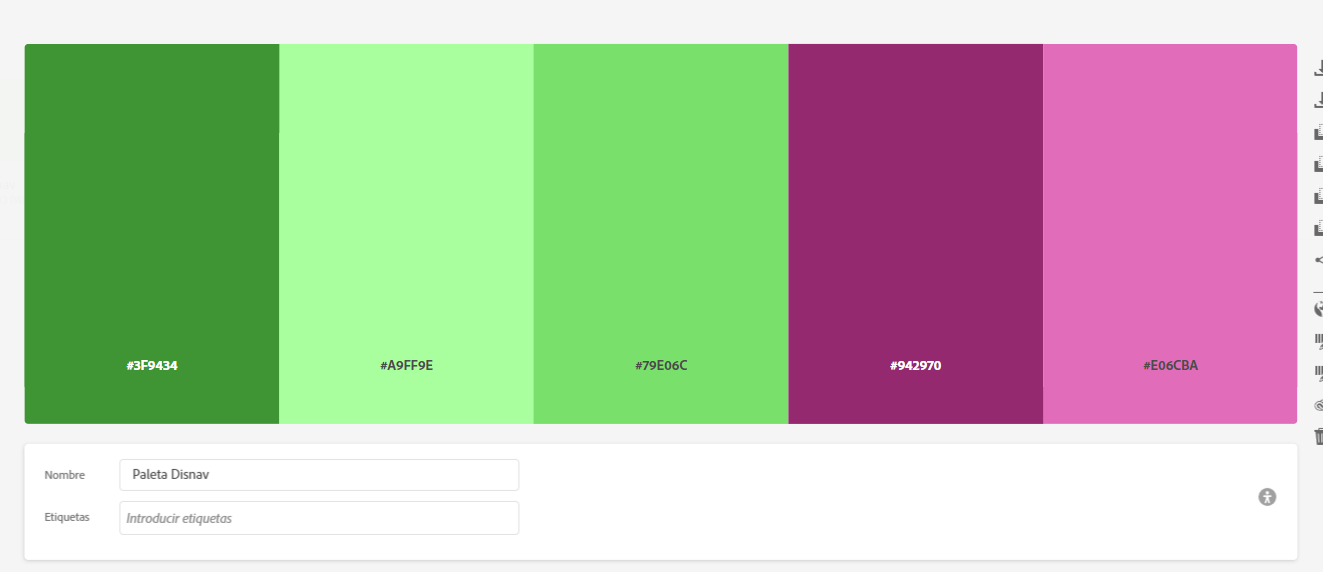 #3F9434
#A9FF9E
#79E06C
#942970
#E06CBA
Nombre
Paleta Disnav
Etiquetas
Introducir etiquetas